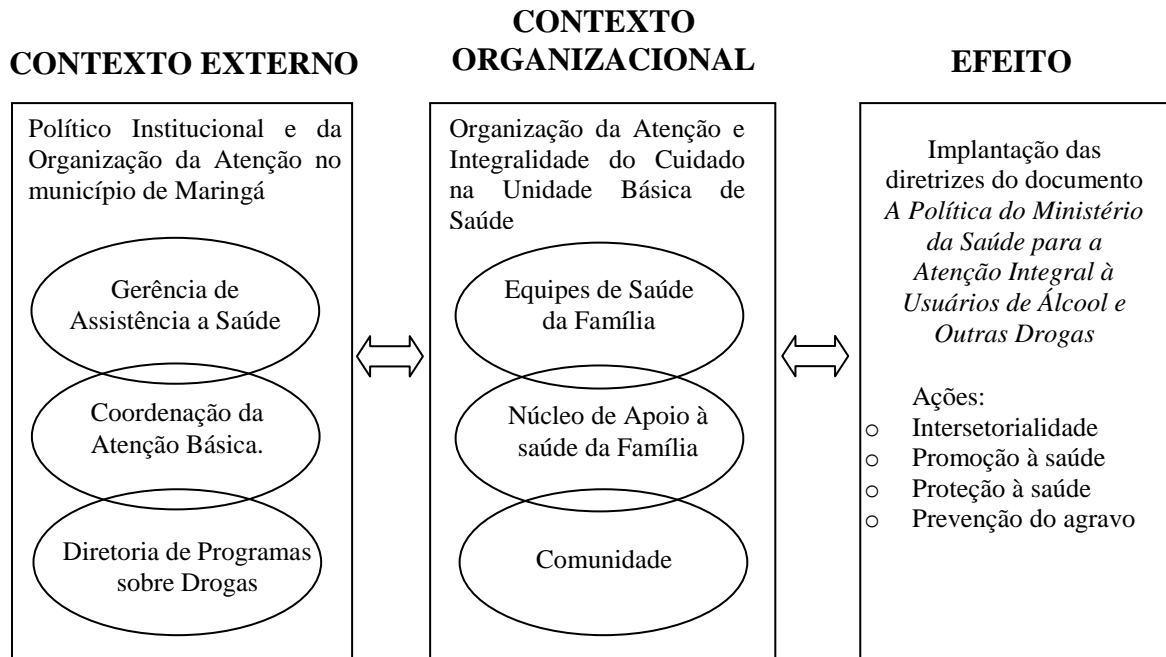 CONTEXTO EXTERNO
Político Institucional e da
Organização da Atenção no
município de Maringá
Gerência de
Assistência a Saúde
Coordenação da
Atenção Básica.
Diretoria de Programas
sobre Drogas
CONTEXTO
ORGANIZACIONAL
Organização da Atenção e
Integralidade do Cuidado
na Unidade Básica de
Saúde
Equipes de Saúde
da Família
Núcleo de Apoio à
saúde da Família
Comunidade
EFEITO
Implantação das
diretrizes do documento
A Política do Ministério
da Saúde para a
Atenção Integral à
Usuários de Álcool e
Outras Drogas
Ações:
o Intersetorialidade
o Promoção à saúde
o Proteção à saúde
o Prevenção do agravo